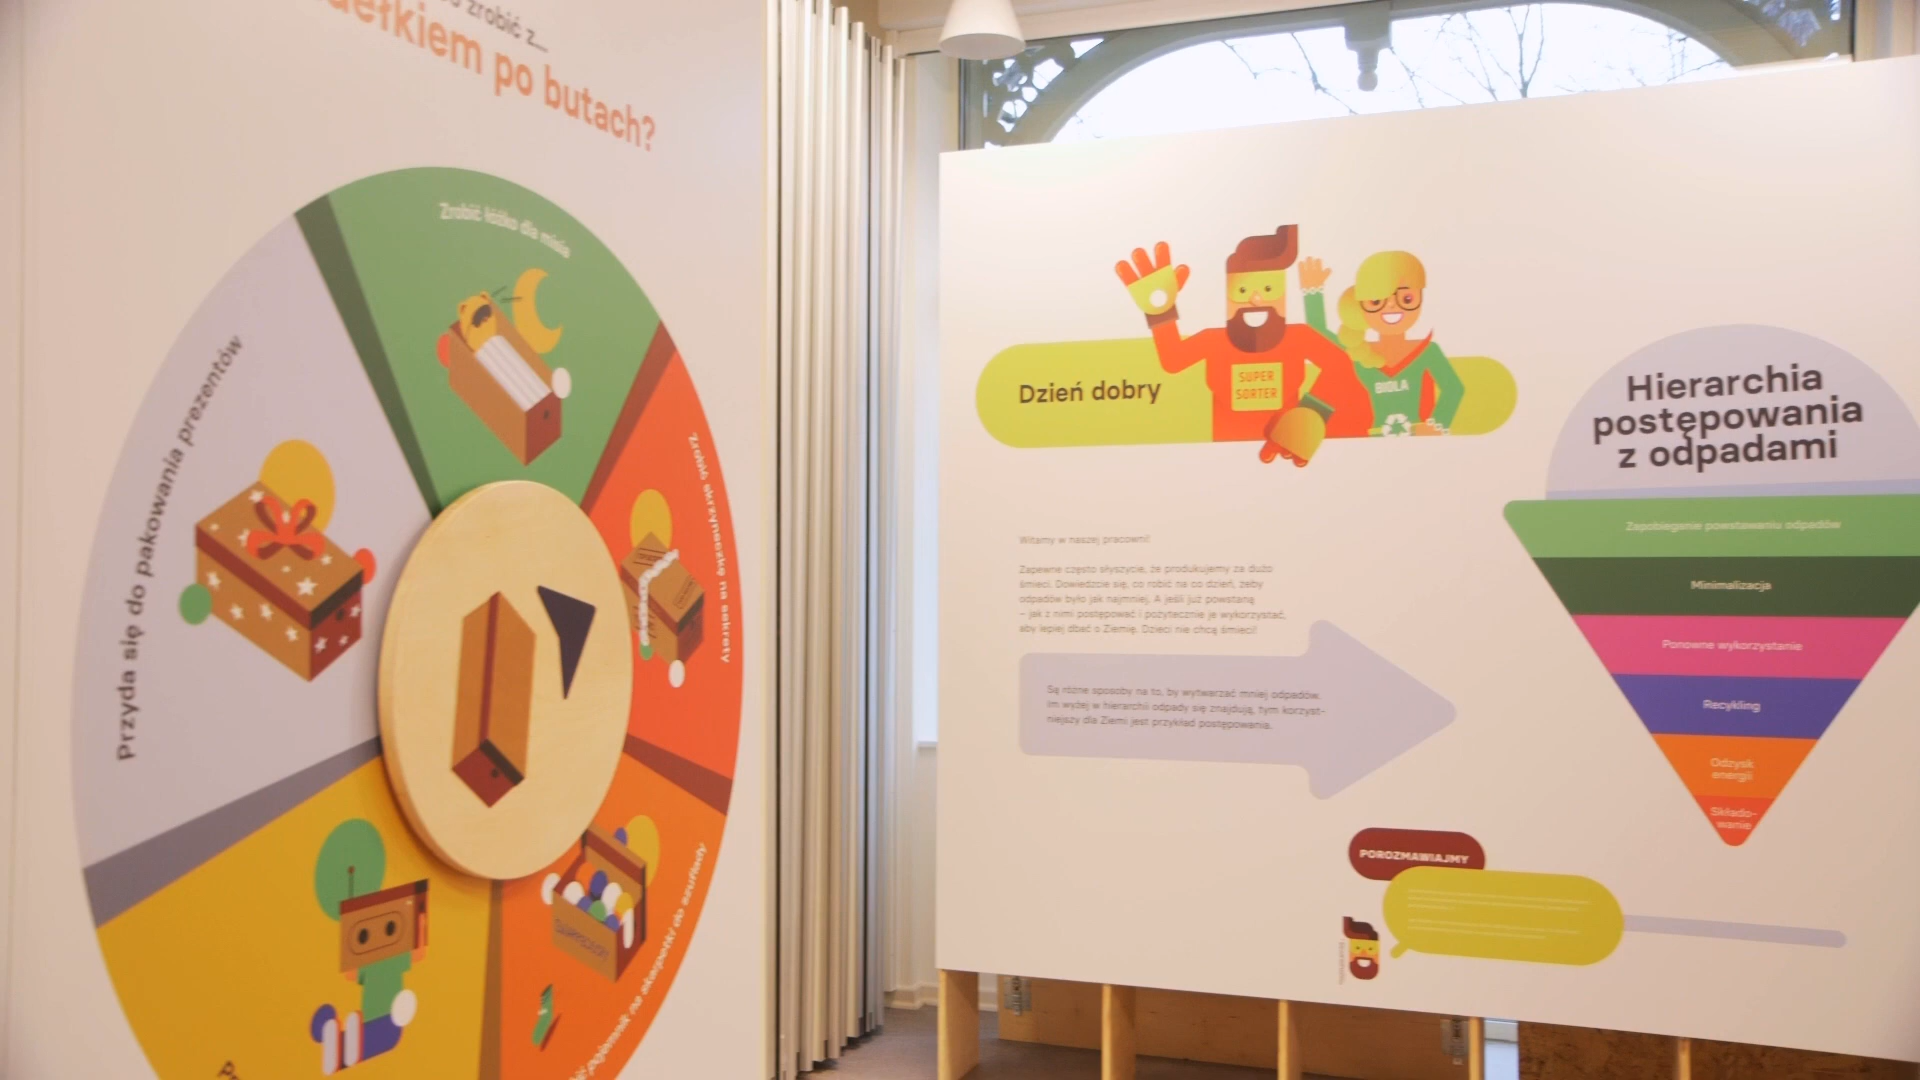 zrobić z...
po butach?
Zrobić łóżko dla misia
Przyda się do pakowania prezentów
Zrobić skrzyneczkę na sekrety
pojemnik na skarpetki do szuflady
Dzień dobry
SUPER
SORTER
BIOLA
Witamy w naszej pracowni!
Zapewne często słyszycie, że produkujemy za dużo
śmieci. Dowiedzcie się, co robić na co dzień, żeby
odpadów było jak najmniej. A jeśli już powstaną
– jak z nimi postępować i pożytecznie je wykorzystać,
aby lepiej dbać o Ziemię. Dzieci nie chcą śmieci!
Są różne sposoby na to, by wytwarzać mniej odpadów.
Im wyżej w hierarchii odpady się znajdują, tym korzyst-
niejszy dla Ziemi jest przykład postępowania.
Hierarchia
postępowania
z odpadami
Zapobieganie powstawaniu odpadów
Minimalizacja
Ponowne wykorzystanie
Recykling
Odzysk
energii
Składo-
wanie
POROZMAWIAJMY